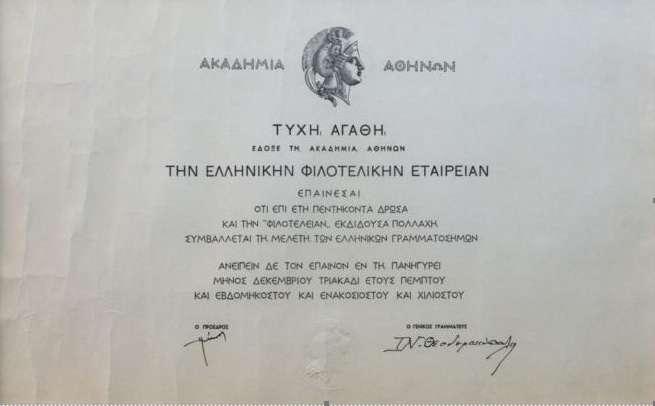 ΑΚΑΔΗΜΙΑ ΑΘΗΝΩΝ
ΤΥΧΗι ΑΓΑΘΗι
ΕΔΟΞΕ ΤΗι ΑΚΑΔΗΜΙΑι ΑΘΗΝΩΝ
ΤΗΝ ΕΛΛΗΝΙΚΗΝ ΦΙΛΟΤΕΛΙΚΗΝ ΕΤΑΙΡΕΙΑΝ
ΕΠΑΙΝΕΣΑΙ
ΟΤΙ ΕΠΙ ΕΤΗ ΠΕΝΤΗΚΟΝΤΑ ΔΡΩΣΑ
ΚΑΙ ΤΗΝ "ΦΙΛΟΤΕΛΕΙΑΝ„ ΕΚΔΙΔΟΥΣΑ ΠΟΛΛΑΧΗι
ΣΥΜΒΑΛΛΕΤΑΙ ΤΗι ΜΕΛΕΤΗι ΤΩΝ ΕΛΛΗΝΙΚΩΝ ΓΡΑΜΜΑΤΟΣΗΜΩΝ
ΑΝΕΙΠΕΙΝ ΔΕ ΤΟΝ ΕΠΑΙΝΟΝ ΕΝ ΤΗι ΠΑΝΗΓΥΡΕΙ
ΜΗΝΟΣ ΔΕΚΕΜΒΡΙΟΥ ΤΡΙΑΚΑΔΙ ΕΤΟΥΣ ΠΕΜΠΤΟΥ
ΚΑΙ ΕΒΔΟΜΗΚΟΣΤΟΥ ΚΑΙ ΕΝΑΚΟΣΙΟΣΤΟΥ ΚΑΙ ΧΙΛΙΟΣΤΟΥ
Ο ΠΡΟΕΔΡΟΣ Ο ΓΕΝΙΚΟΣ ΓΡΑΜΜΑΤΕΥΣ